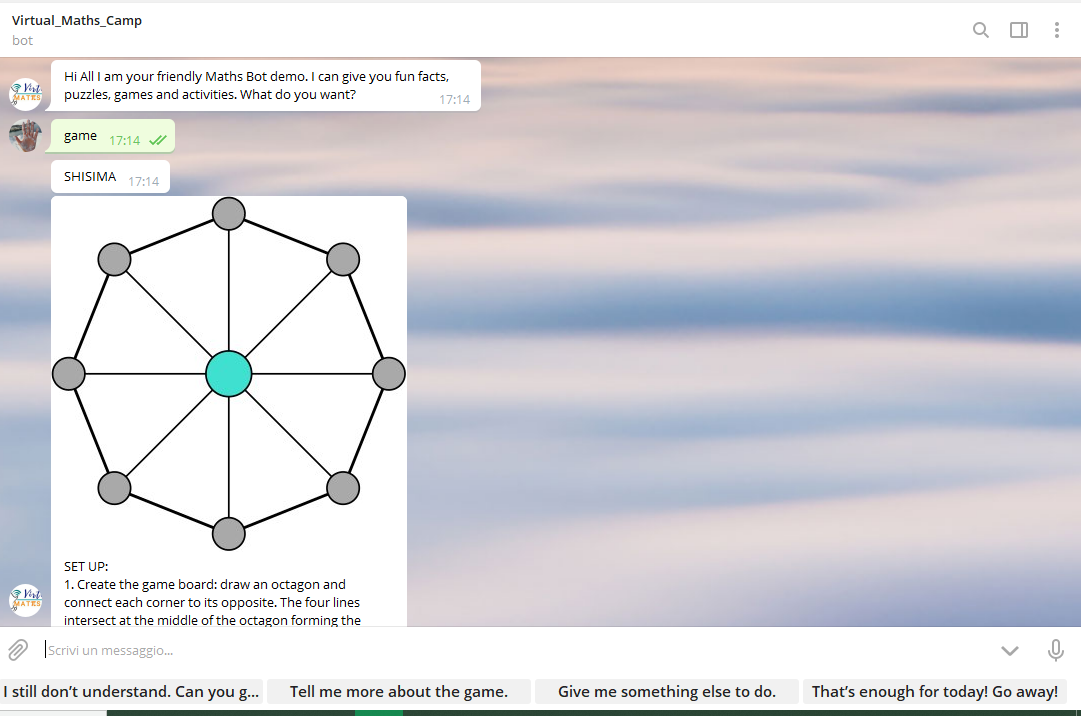 Virtual_Maths_Camp
bot
Hi All I am your friendly Maths Bot demo. I can give you fun facts,
puzzles, games and activities. What do you want?
17:14
game 17:14
SHISIMA 17:14
SET UP:
1. Create the game board: draw an octagon and
connect each corner to its opposite. The four lines
intersect at the middle of the octagon forming the
Virt
MATHS
Scrivi un messaggio...
I still don’t understand. Can you g...
Tell me more about the game.
Give me something else to do.
That’s enough for today! Go away!